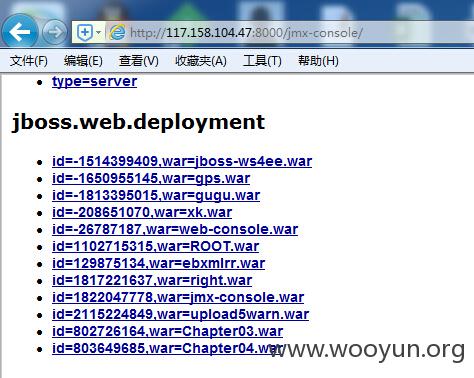 http://117.158.104.47:8000/jmx-console/
文件(F) 编辑(E) 查看(V) 收藏夹(A) 工具(T) 帮助(H)
type=server
jboss.web.deployment
id=-1514399409,war=jboss-ws4ee.war
id=-1650955145,war=gps.war
id=-1813395015,war=gugu.war
id=-208651070,war=xk.war
id=-26787187,war=web-console.war
id=1102715315,war=ROOT.war
id=129875134,war=ebxmlrr.war
id=1817221637,war=right.war
id=1822047778,war=jmx-console.war
id=2115224849,war=upload5warn.war
id=802726164,war=Chapter03.war
id=803649685,war=Chapter04.war
www.wooyun.org